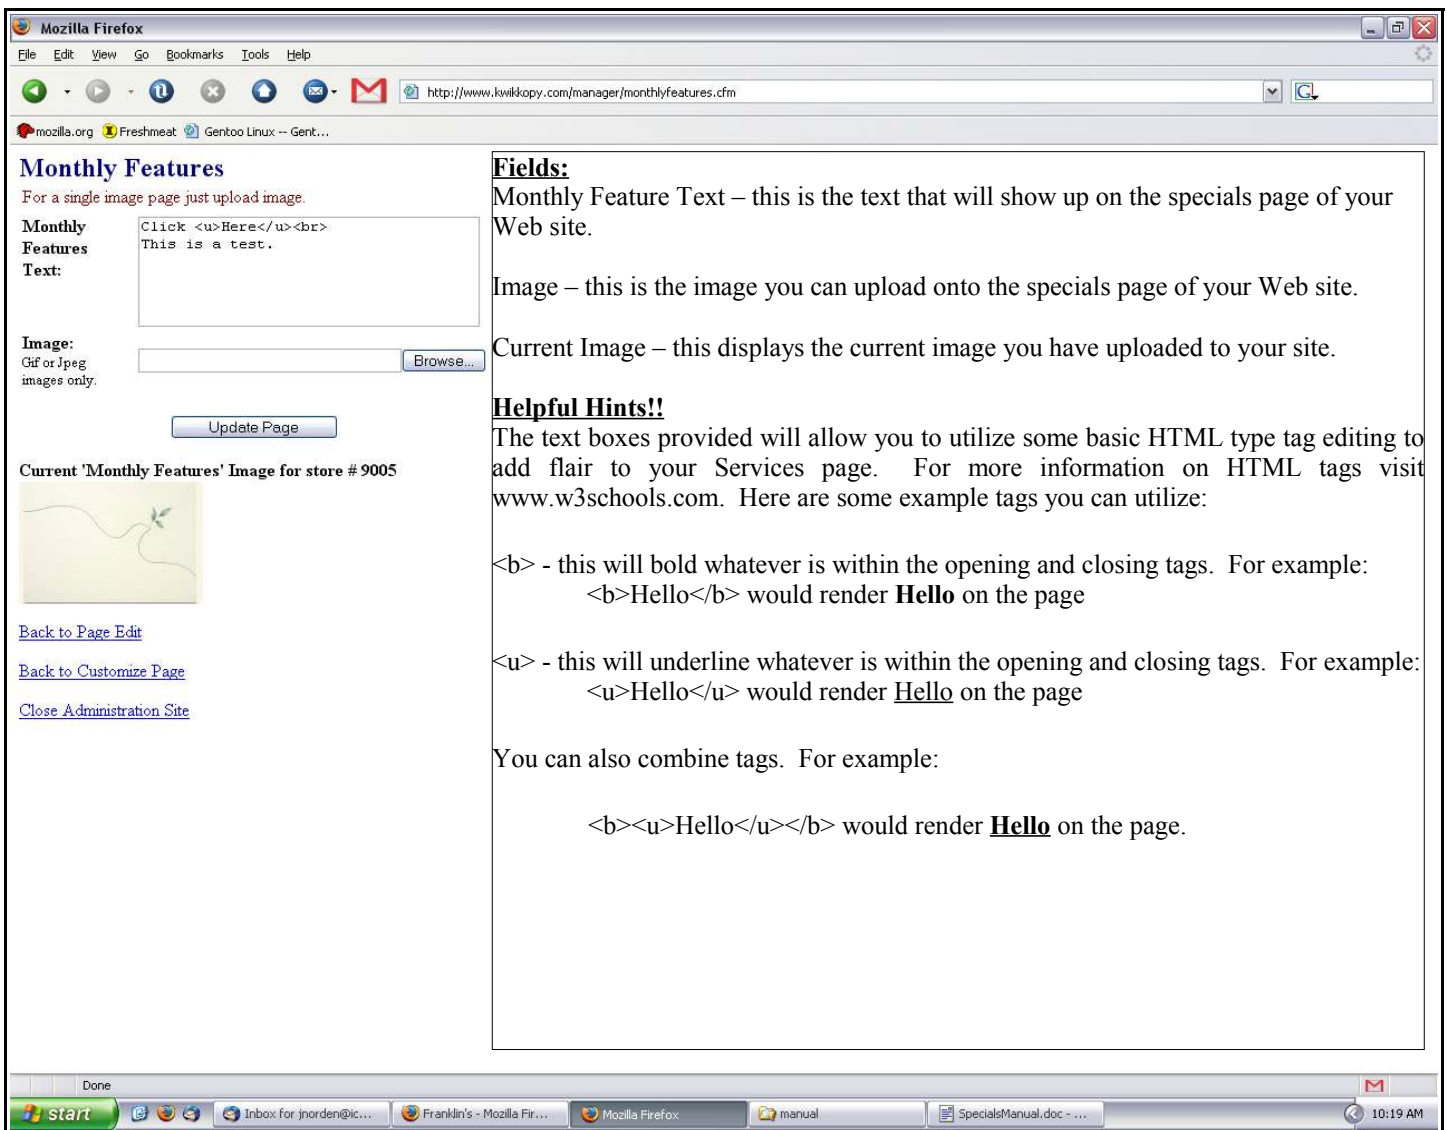 Mozilla Firefox
File Edit View Go Bookmarks Tools Help
http://www.kwikkopy.com/manager/monthlyfeatures.cfm
G
mozilla.org Freshmeat Gentoo Linux -- Gent...
Monthly Features
For a single image page just upload image.
Monthly Features Text:
Click <u>Here</u><br>
This is a test.
Image:
Gif or Jpeg
images only.
Browse...
Update Page
Current 'Monthly Features' Image for store # 9005
Back to Page Edit
Back to Customize Page
Close Administration Site
Fields:
Monthly Feature Text – this is the text that will show up on the specials page of your
Web site.
Image – this is the image you can upload onto the specials page of your Web site.
Current Image – this displays the current image you have uploaded to your site.
Helpful Hints!!
The text boxes provided will allow you to utilize some basic HTML type tag editing to
add flair to your Services page. For more information on HTML tags visit
www.w3schools.com. Here are some example tags you can utilize:
<b> - this will bold whatever is within the opening and closing tags. For example:
<b>Hello</b> would render Hello on the page
<u> - this will underline whatever is within the opening and closing tags. For example:
<u>Hello</u> would render Hello on the page
You can also combine tags. For example:
<b><u>Hello</u></b> would render Hello on the page.
Done
start Inbox for jnorden@ic... Franklin's - Mozilla Fir... Mozilla Firefox manual SpecialsManual.doc - ... 10:19 AM